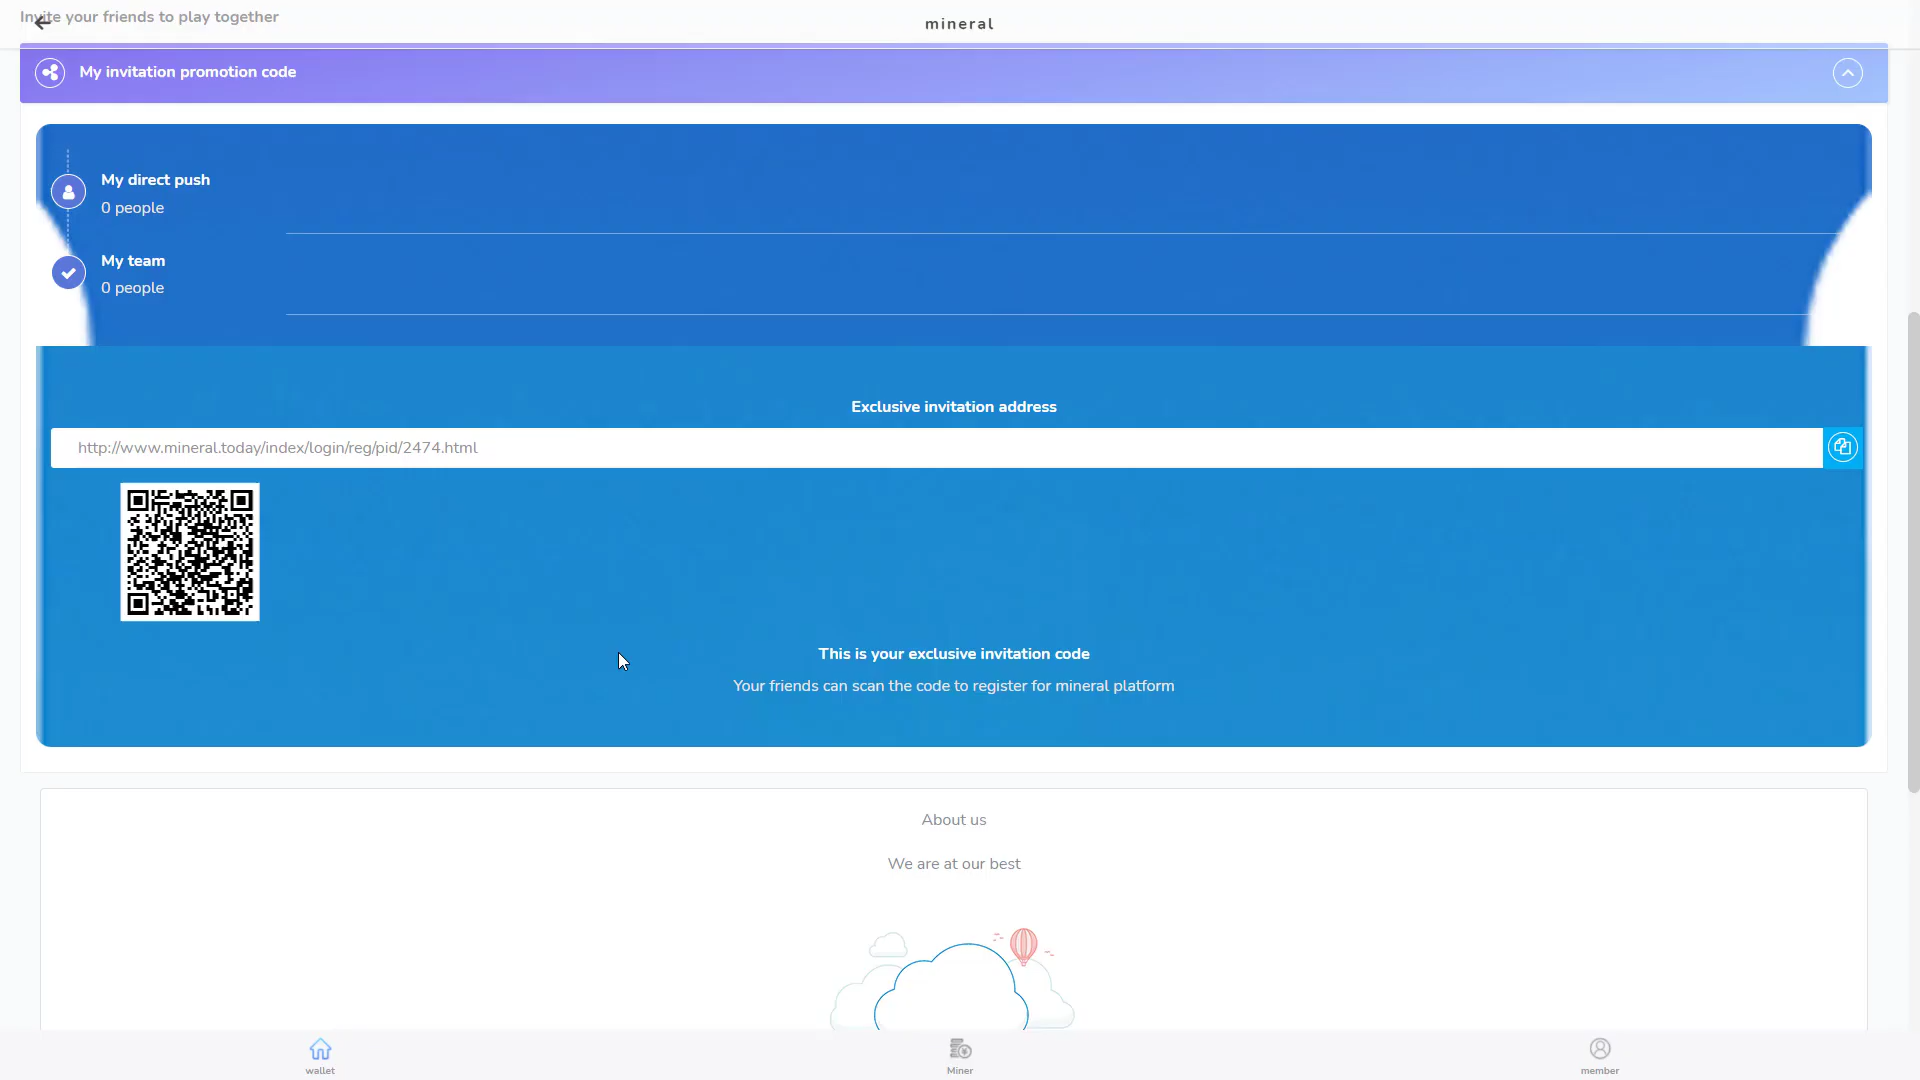 Invite your friends to play together
mineral
My invitation promotion code
My direct push
0 people
My team
0 people
Exclusive invitation address
http://www.mineral.today/index/login/reg/pid/2474.html
This is your exclusive invitation code
Your friends can scan the code to register for mineral platform
About us
We are at our best
wallet
Miner
member